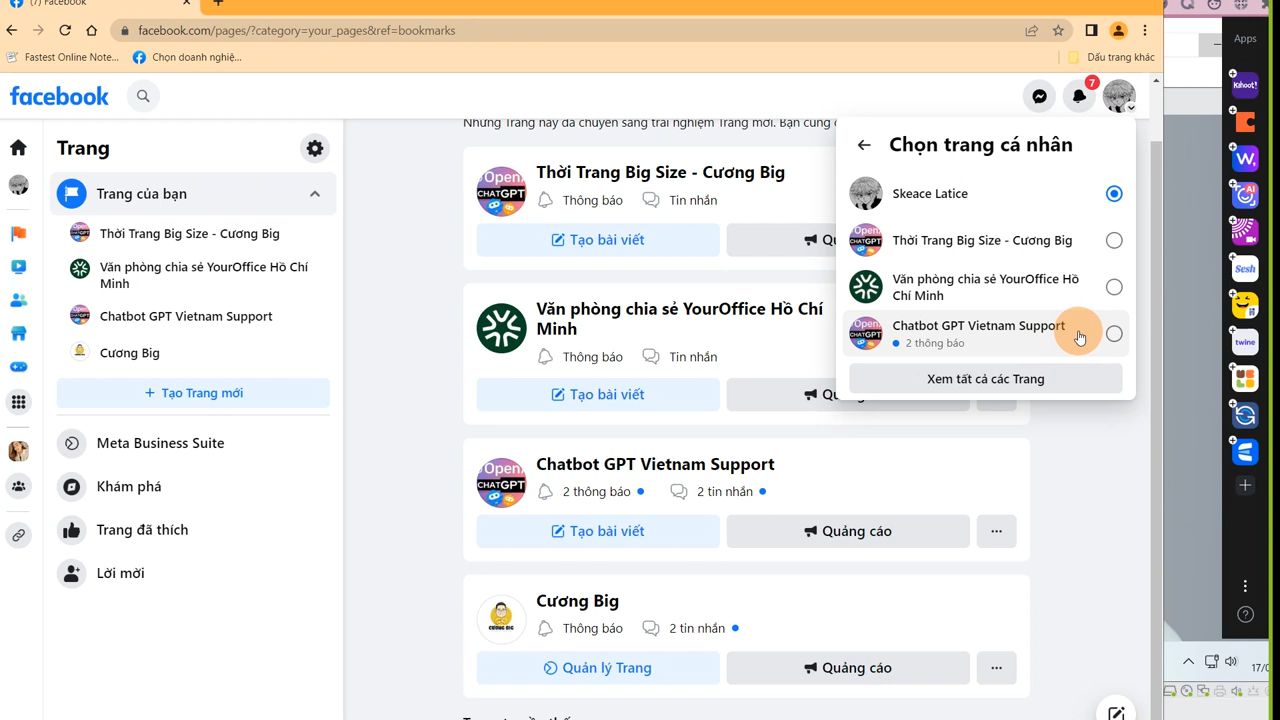 (7) Facebook
facebook.com/pages/?category=your_pages&ref=bookmarks
Fastest Online Note...
Chọn doanh nghiệ...
Dấu trang khác
facebook
7
Trang
Trang của bạn
Thời Trang Big Size - Cương Big
Văn phòng chia sẻ YourOffice Hồ Chí
Minh
Chatbot GPT Vietnam Support
Cương Big
+ Tạo Trang mới
Meta Business Suite
Khám phá
Trang đã thích
Lời mời
Những Trang này đã chuyển sang trải nghiệm Trang mới. Bạn cũng
Thời Trang Big Size - Cương Big
Thông báo
Tin nhắn
Tạo bài viết
Văn phòng chia sẻ YourOffice Hồ Chí
Minh
Thông báo
Tin nhắn
Tạo bài viết
Chatbot GPT Vietnam Support
2 thông báo
2 tin nhắn
Tạo bài viết
Quảng cáo
Cương Big
Thông báo
2 tin nhắn
Quản lý Trang
Quảng cáo
Chọn trang cá nhân
Skeace Latice
Thời Trang Big Size - Cương Big
Văn phòng chia sẻ YourOffice Hồ
Chí Minh
Chatbot GPT Vietnam Support
2 thông báo
Xem tất cả các Trang
Apps
Kahoot!
W.
AI
Sesh
twine
17/0